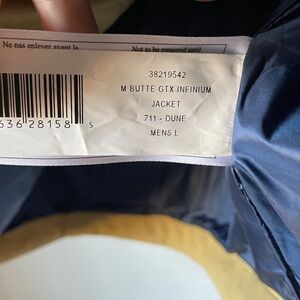 Ne pas enlever avant la
Not to be removed until
38219542
M BUTTE GTX INFINIUM
JACKET
711 - DUNE
MENS L
636 28158 5